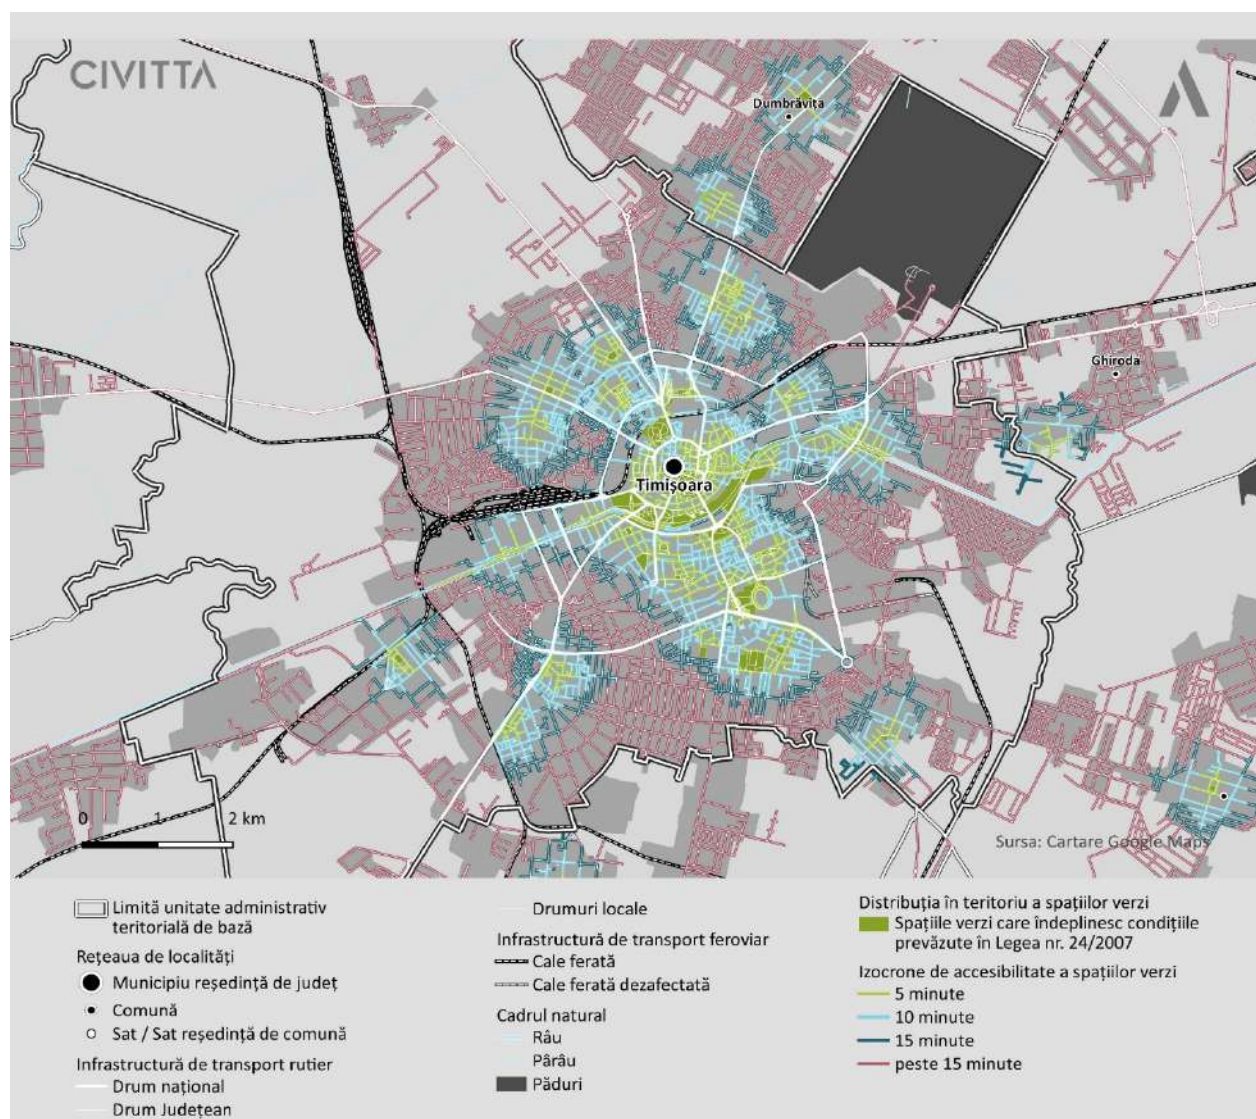 CIVITTA
Dumbrăvița
Ghiroda
Timișoara
0 1 2 km
Sursa: Cartare Google Maps
Limită unitate administrativ
teritorială de bază
Rețeaua de localități
Municipiu reședință de județ
Comună
Sat / Sat reședință de comună
Infrastructură de transport rutier
Drum național
Drum Județean
Drumuri locale
Infrastructură de transport feroviar
Cale ferată
Cale ferată dezafectată
Cadrul natural
Râu
Pârâu
Păduri
Distribuția în teritoriu a spațiilor verzi
Spațiile verzi care îndeplinesc condițiile
prevăzute în Legea nr. 24/2007
Izocrone de accesibilitate a spațiilor verzi
5 minute
10 minute
15 minute
peste 15 minute